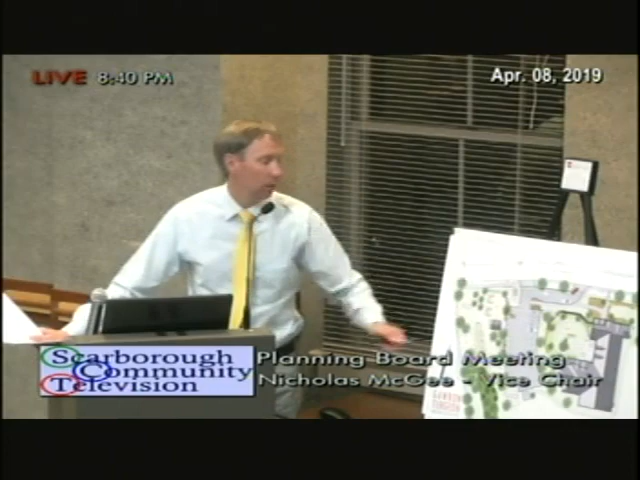 LIVE 8:40 PM
Apr. 08, 2019
Scarborough
Community
Television
Planning Board Meeting
Nicholas McGee - Vice Chair